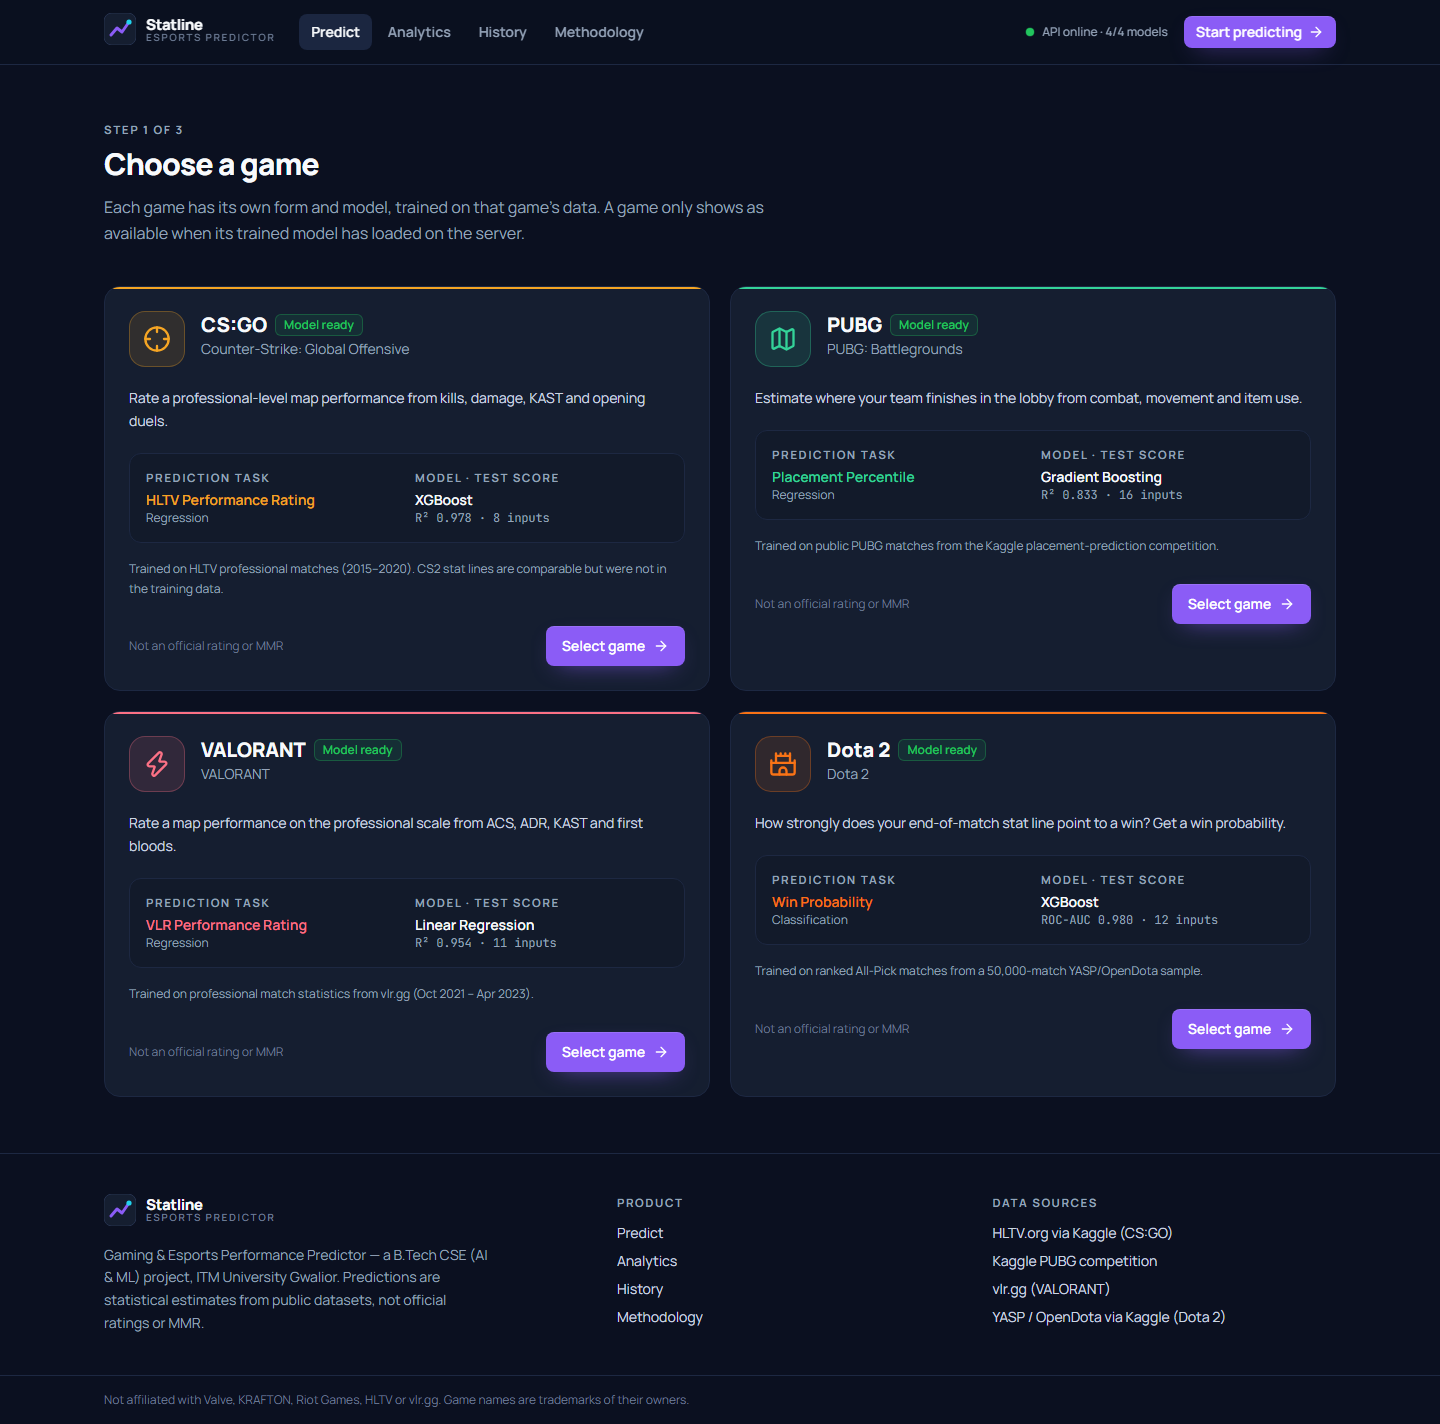 Statline
ESPORTS PREDICTOR
Predict
Analytics
History
Methodology
API online · 4/4 models
Start predicting →
STEP 1 OF 3
Choose a game
Each game has its own form and model, trained on that game's data. A game only shows as
available when its trained model has loaded on the server.
CS:GO
Model ready
Counter-Strike: Global Offensive
Rate a professional-level map performance from kills, damage, KAST and opening
duels.
PREDICTION TASK
HLTV Performance Rating
Regression
MODEL · TEST SCORE
XGBoost
R² 0.978 · 8 inputs
Trained on HLTV professional matches (2015–2020). CS2 stat lines are comparable but were not in
the training data.
Not an official rating or MMR
Select game →
PUBG
Model ready
PUBG: Battlegrounds
Estimate where your team finishes in the lobby from combat, movement and item use.
PREDICTION TASK
Placement Percentile
Regression
MODEL · TEST SCORE
Gradient Boosting
R² 0.833 · 16 inputs
Trained on public PUBG matches from the Kaggle placement-prediction competition.
Not an official rating or MMR
Select game →
VALORANT
Model ready
VALORANT
Rate a map performance on the professional scale from ACS, ADR, KAST and first
bloods.
PREDICTION TASK
VLR Performance Rating
Regression
MODEL · TEST SCORE
Linear Regression
R² 0.954 · 11 inputs
Trained on professional match statistics from vlr.gg (Oct 2021 – Apr 2023).
Not an official rating or MMR
Select game →
Dota 2
Model ready
Dota 2
How strongly does your end-of-match stat line point to a win? Get a win probability.
PREDICTION TASK
Win Probability
Classification
MODEL · TEST SCORE
XGBoost
ROC-AUC 0.980 · 12 inputs
Trained on ranked All-Pick matches from a 50,000-match YASP/OpenDota sample.
Not an official rating or MMR
Select game →
Statline
ESPORTS PREDICTOR
Gaming & Esports Performance Predictor — a B.Tech CSE (AI
& ML) project, ITM University Gwalior. Predictions are
statistical estimates from public datasets, not official
ratings or MMR.
PRODUCT
Predict
Analytics
History
Methodology
DATA SOURCES
HLTV.org via Kaggle (CS:GO)
Kaggle PUBG competition
vlr.gg (VALORANT)
YASP / OpenDota via Kaggle (Dota 2)
Not affiliated with Valve, KRAFTON, Riot Games, HLTV or vlr.gg. Game names are trademarks of their owners.